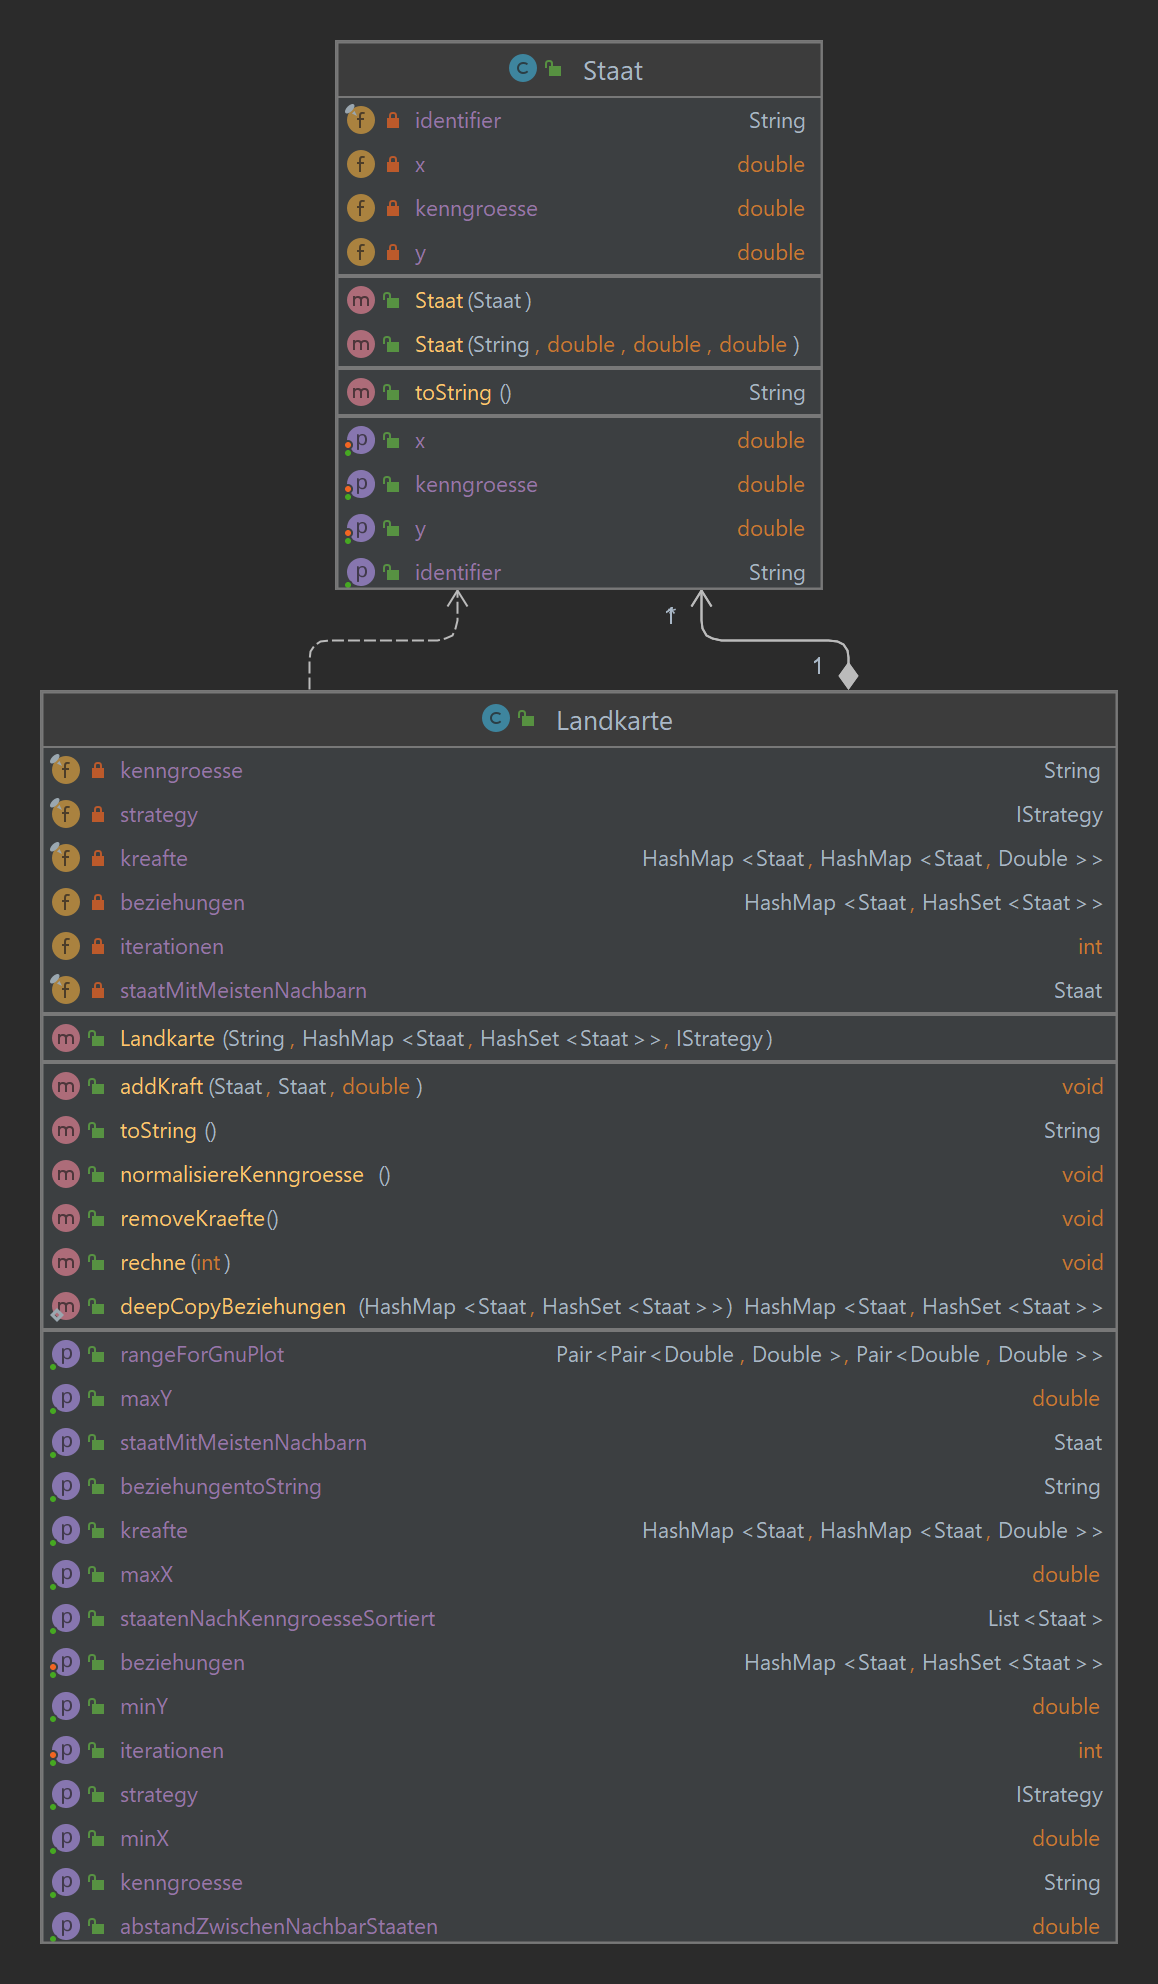 C Staat
f identifier String
f x double
f kenngroesse double
f y double
m Staat(Staat)
m Staat(String, double, double, double)
m toString() String
p x double
p kenngroesse double
p y double
p identifier String
1
C Landkarte
f kenngroesse String
f strategy IStrategy
f kreafte HashMap<Staat, HashMap<Staat, Double>>
f beziehungen HashMap<Staat, HashSet<Staat>>
f iterationen int
f staatMitMeistenNachbarn Staat
m Landkarte(String, HashMap<Staat, HashSet<Staat>>, IStrategy)
m addKraft(Staat, Staat, double) void
m toString() String
m normalisiereKenngroesse() void
m removeKraefte() void
m rechne(int) void
m deepCopyBeziehungen(HashMap<Staat, HashSet<Staat>>) HashMap<Staat, HashSet<Staat>>
p rangeForGnuPlot Pair<Pair<Double, Double>, Pair<Double, Double>>
p maxY double
p staatMitMeistenNachbarn Staat
p beziehungentoString String
p kreafte HashMap<Staat, HashMap<Staat, Double>>
p maxX double
p staatenNachKenngroesseSortiert List<Staat>
p beziehungen HashMap<Staat, HashSet<Staat>>
p minY double
p iterationen int
p strategy IStrategy
p minX double
p kenngroesse String
p abstandZwischenNachbarStaaten double